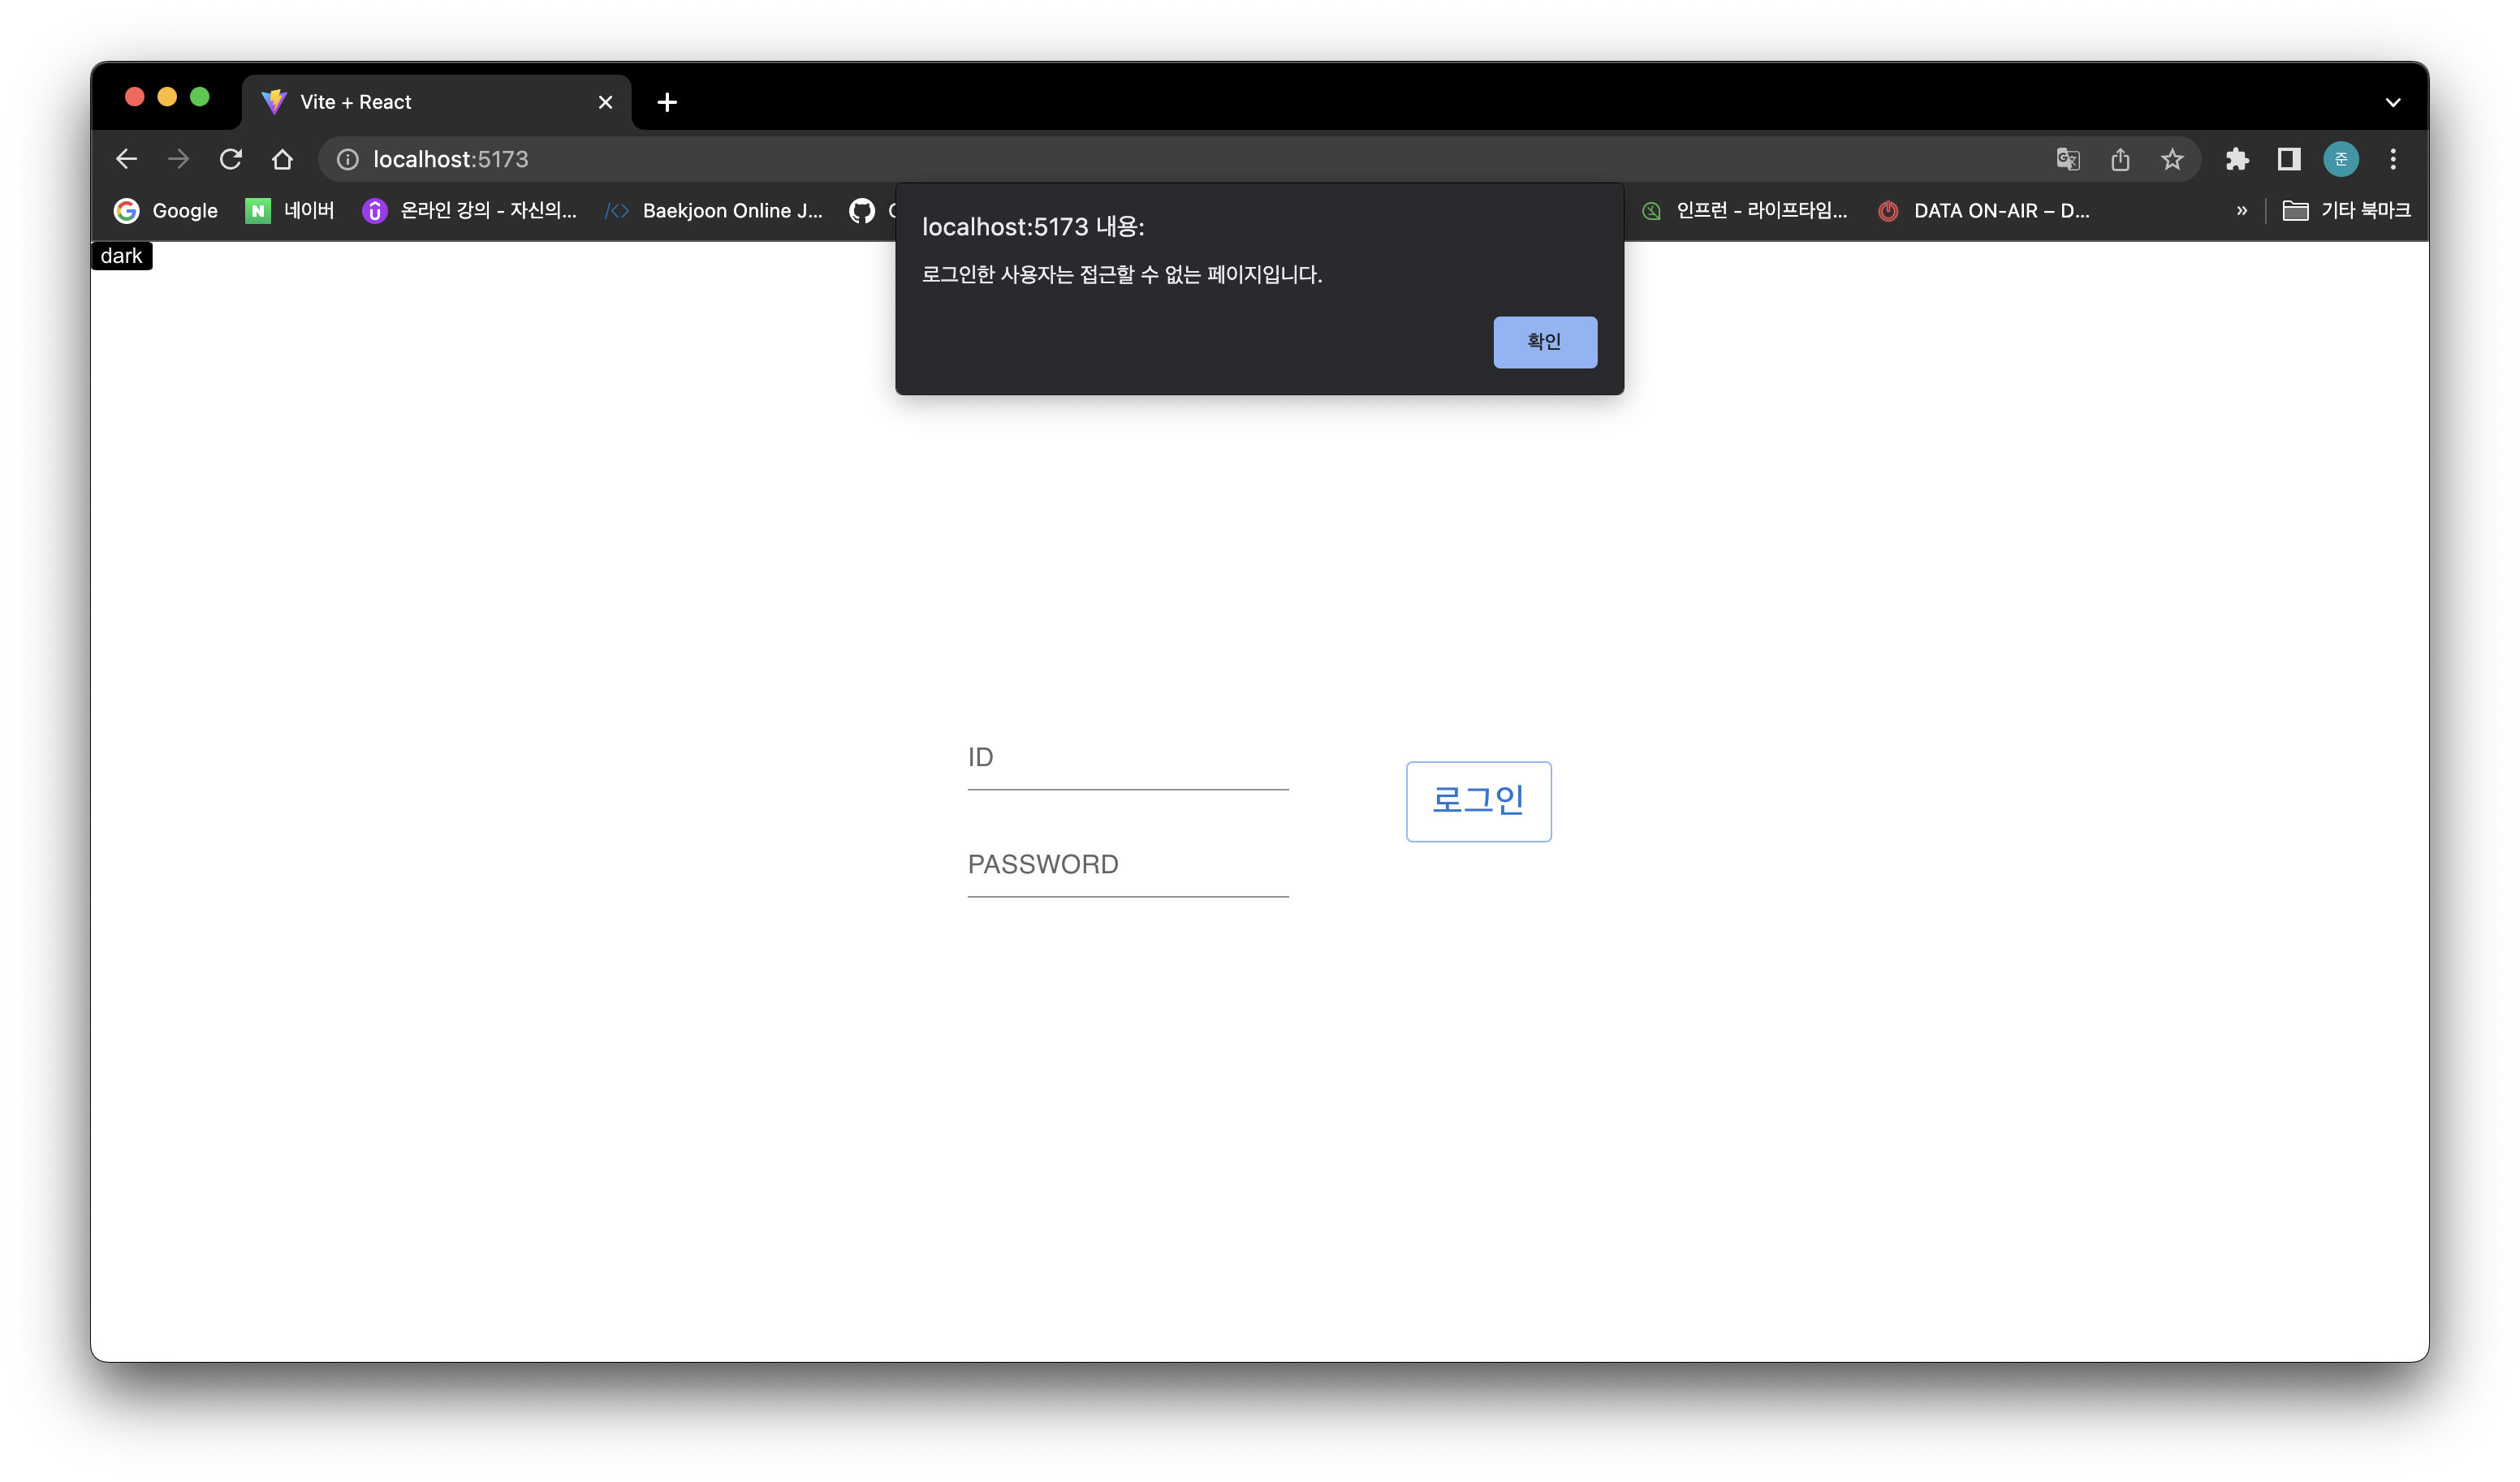 Vite + React
localhost:5173
준
Google
네이버
온라인 강의 - 자신의...
Baekjoon Online J...
인프런 - 라이프타임...
DATA ON-AIR – D...
»
기타 북마크
dark
localhost:5173 내용:
로그인한 사용자는 접근할 수 없는 페이지입니다.
확인
ID
로그인
PASSWORD